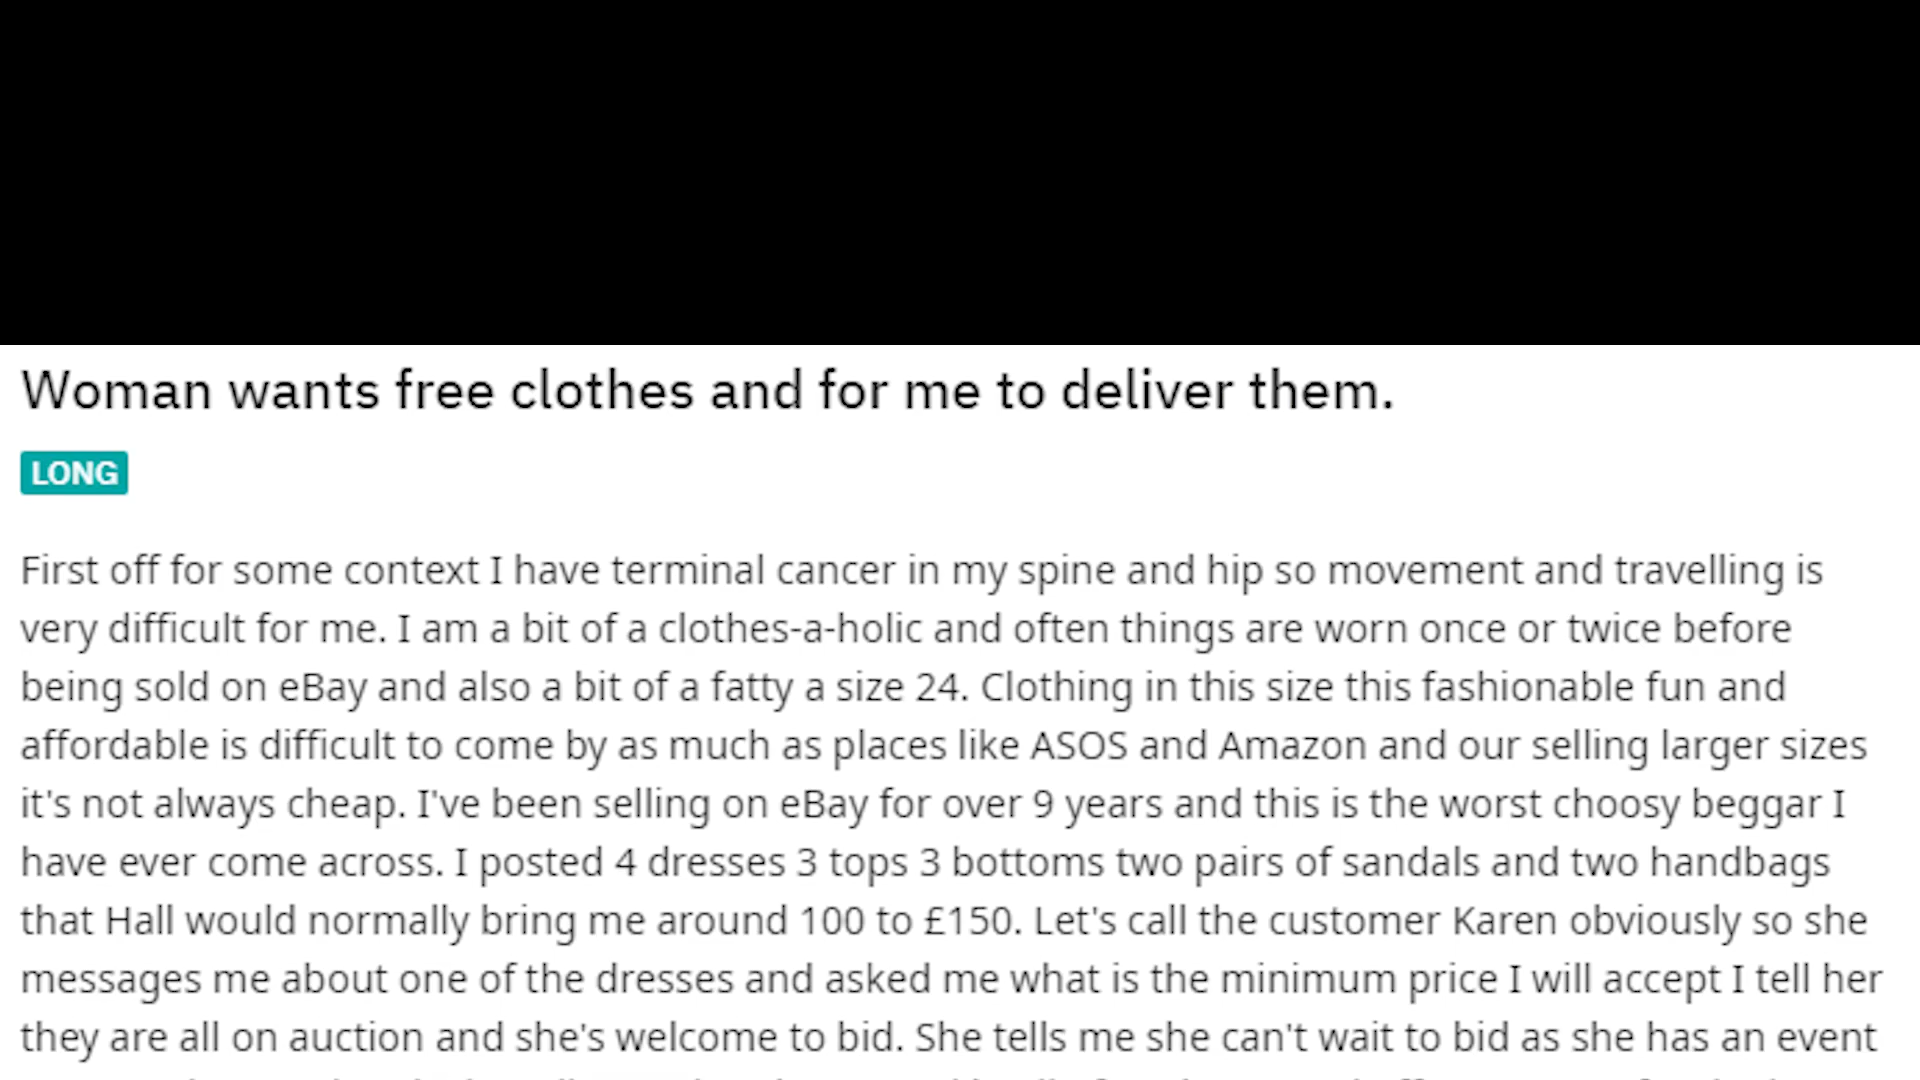 Woman wants free clothes and for me to deliver them.
LONG
First off for some context I have terminal cancer in my spine and hip so movement and travelling is
very difficult for me. I am a bit of a clothes-a-holic and often things are worn once or twice before
being sold on eBay and also a bit of a fatty a size 24. Clothing in this size this fashionable fun and
affordable is difficult to come by as much as places like ASOS and Amazon and our selling larger sizes
it's not always cheap. I've been selling on eBay for over 9 years and this is the worst choosy beggar I
have ever come across. I posted 4 dresses 3 tops 3 bottoms two pairs of sandals and two handbags
that Hall would normally bring me around 100 to £150. Let's call the customer Karen obviously so she
messages me about one of the dresses and asked me what is the minimum price I will accept I tell her
they are all on auction and she's welcome to bid. She tells me she can't wait to bid as she has an event